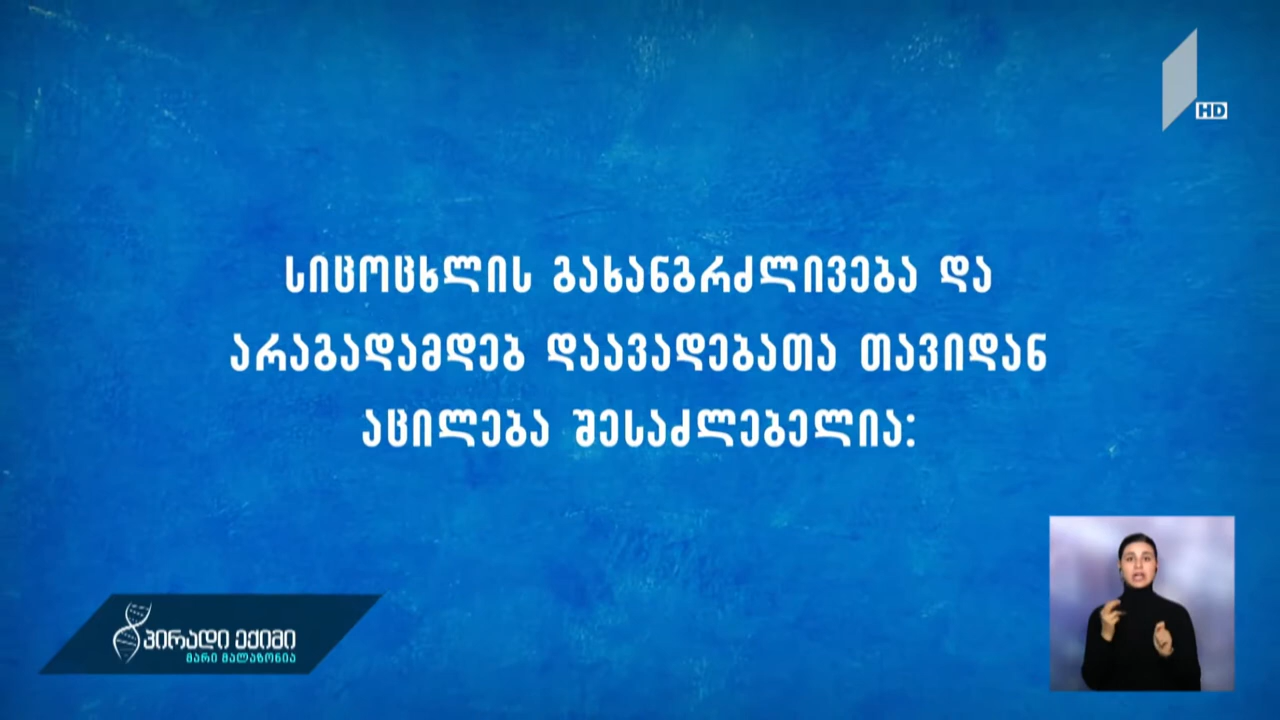 HD
სიცოცხლის გახანგრძლივება და
არაგადამდებ დაავადებათა თავიდან
აცილება შესაძლებელია:
პირადი ექიმი
მარი მალაზონია